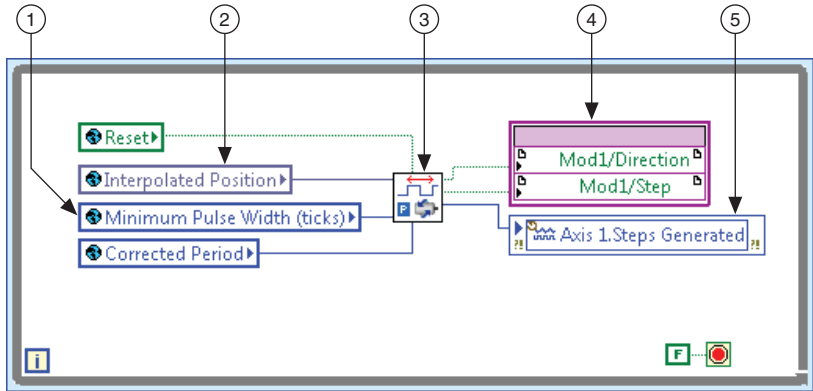 1 2 3 4 5
Reset
Interpolated Position
Minimum Pulse Width (ticks)
Corrected Period
P
Mod1/Direction
Mod1/Step
?! Axis 1.Steps Generated ?!
i
F